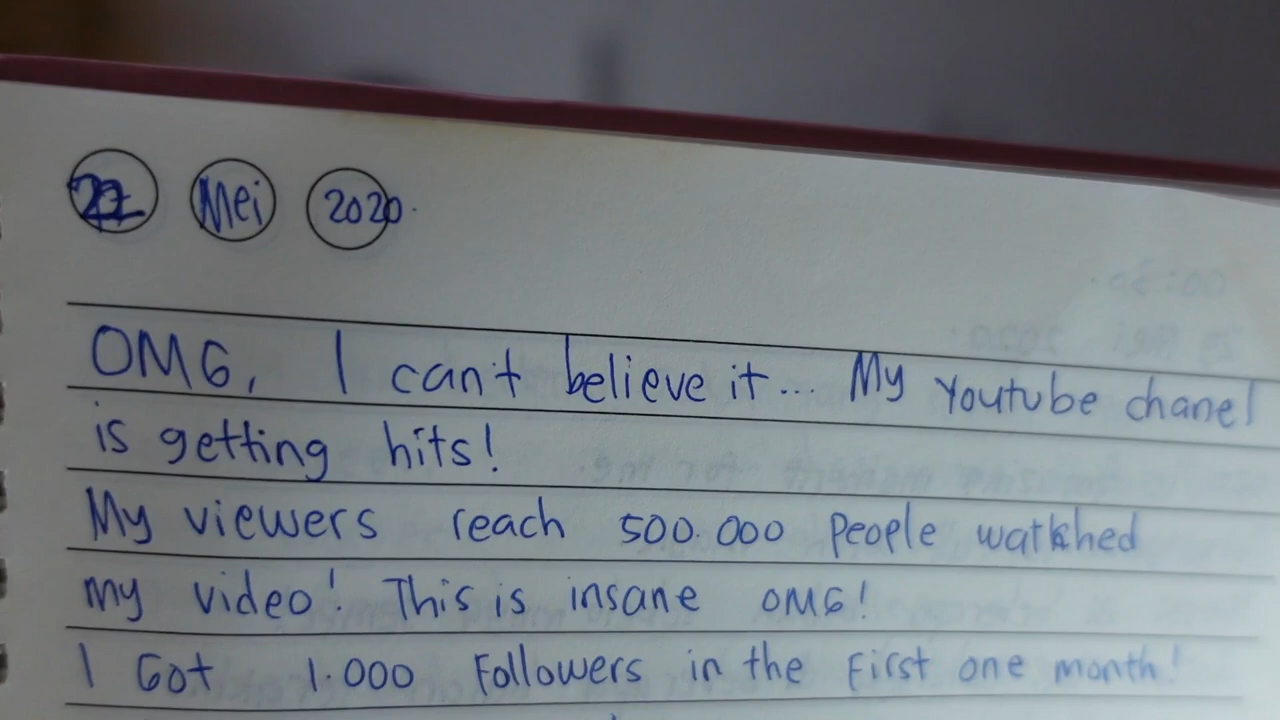 Mei 2020.
OMG, I can't believe it... My Youtube chanel
is getting hits!
My viewers reach 500.000 people watched
my video! This is insane OMG!
I Got 1.000 Followers in the First one month!